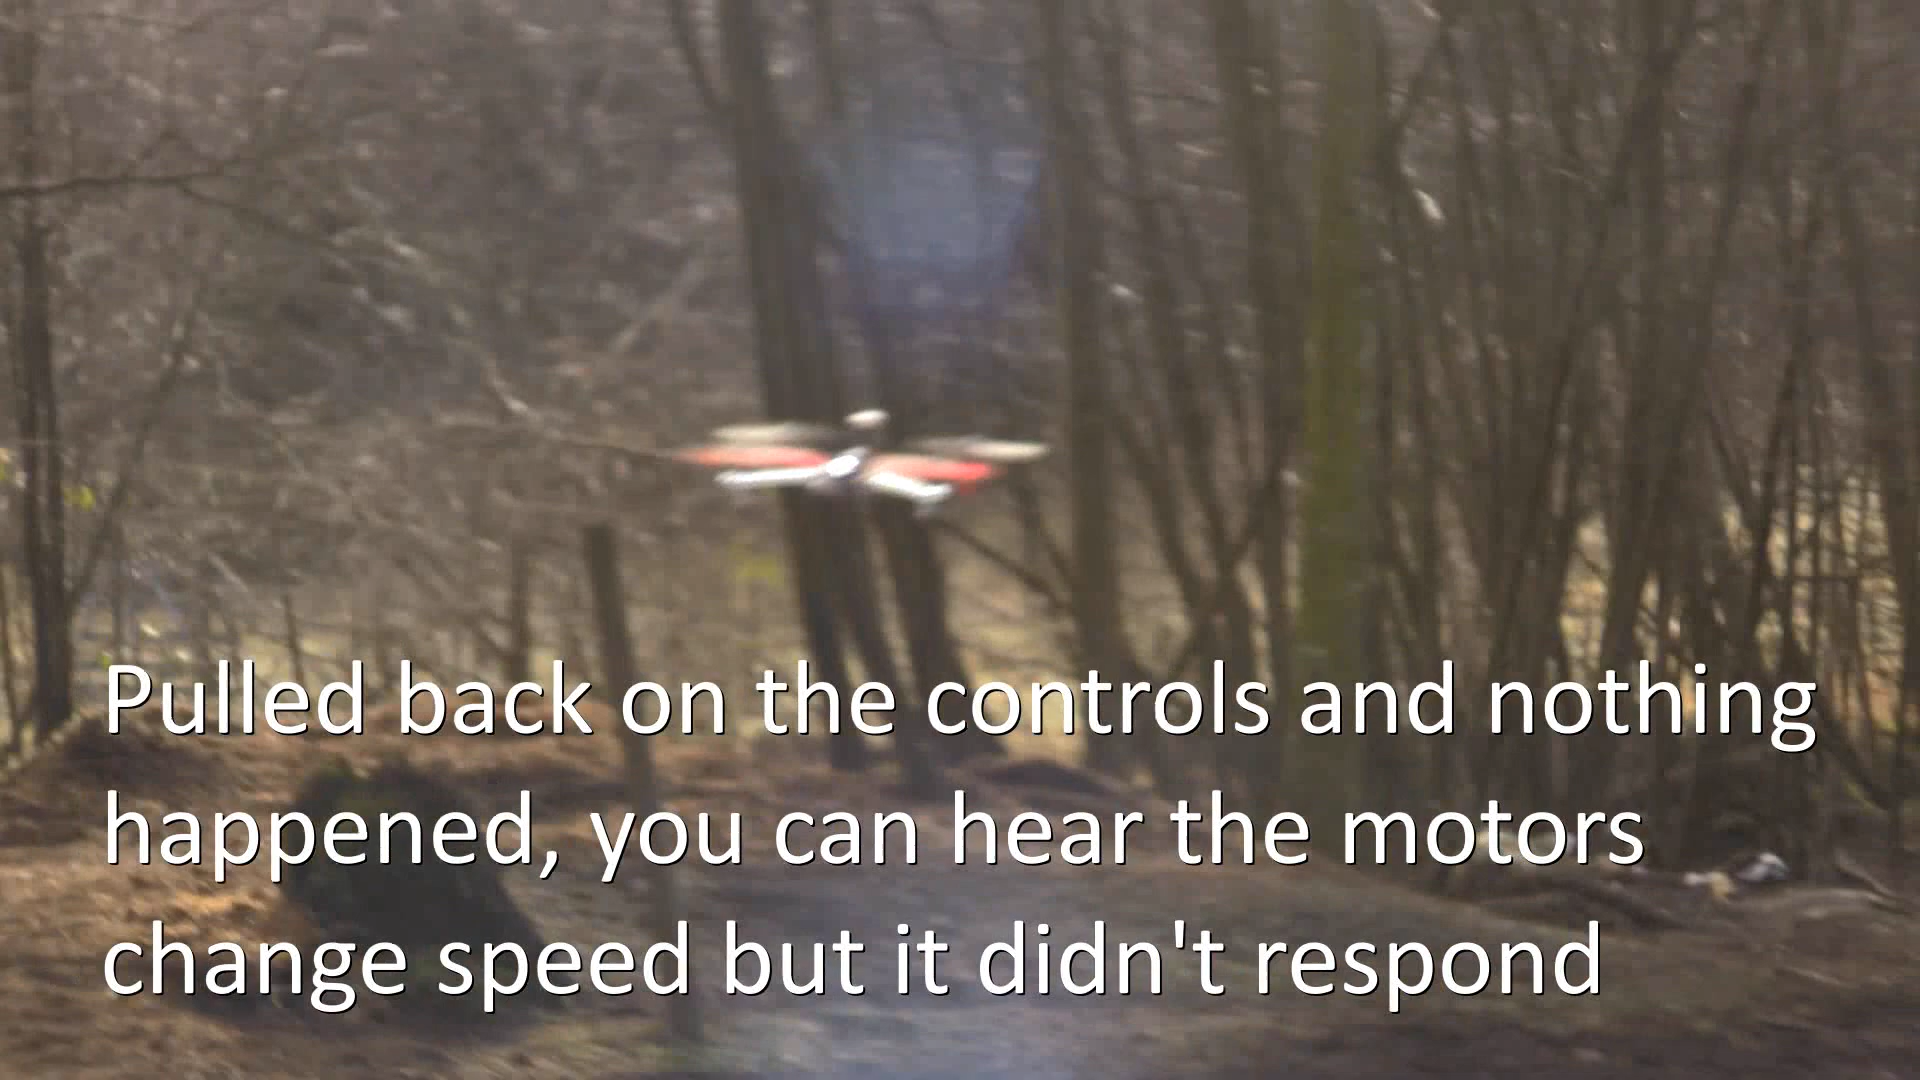 Pulled back on the controls and nothing
happened, you can hear the motors
change speed but it didn't respond